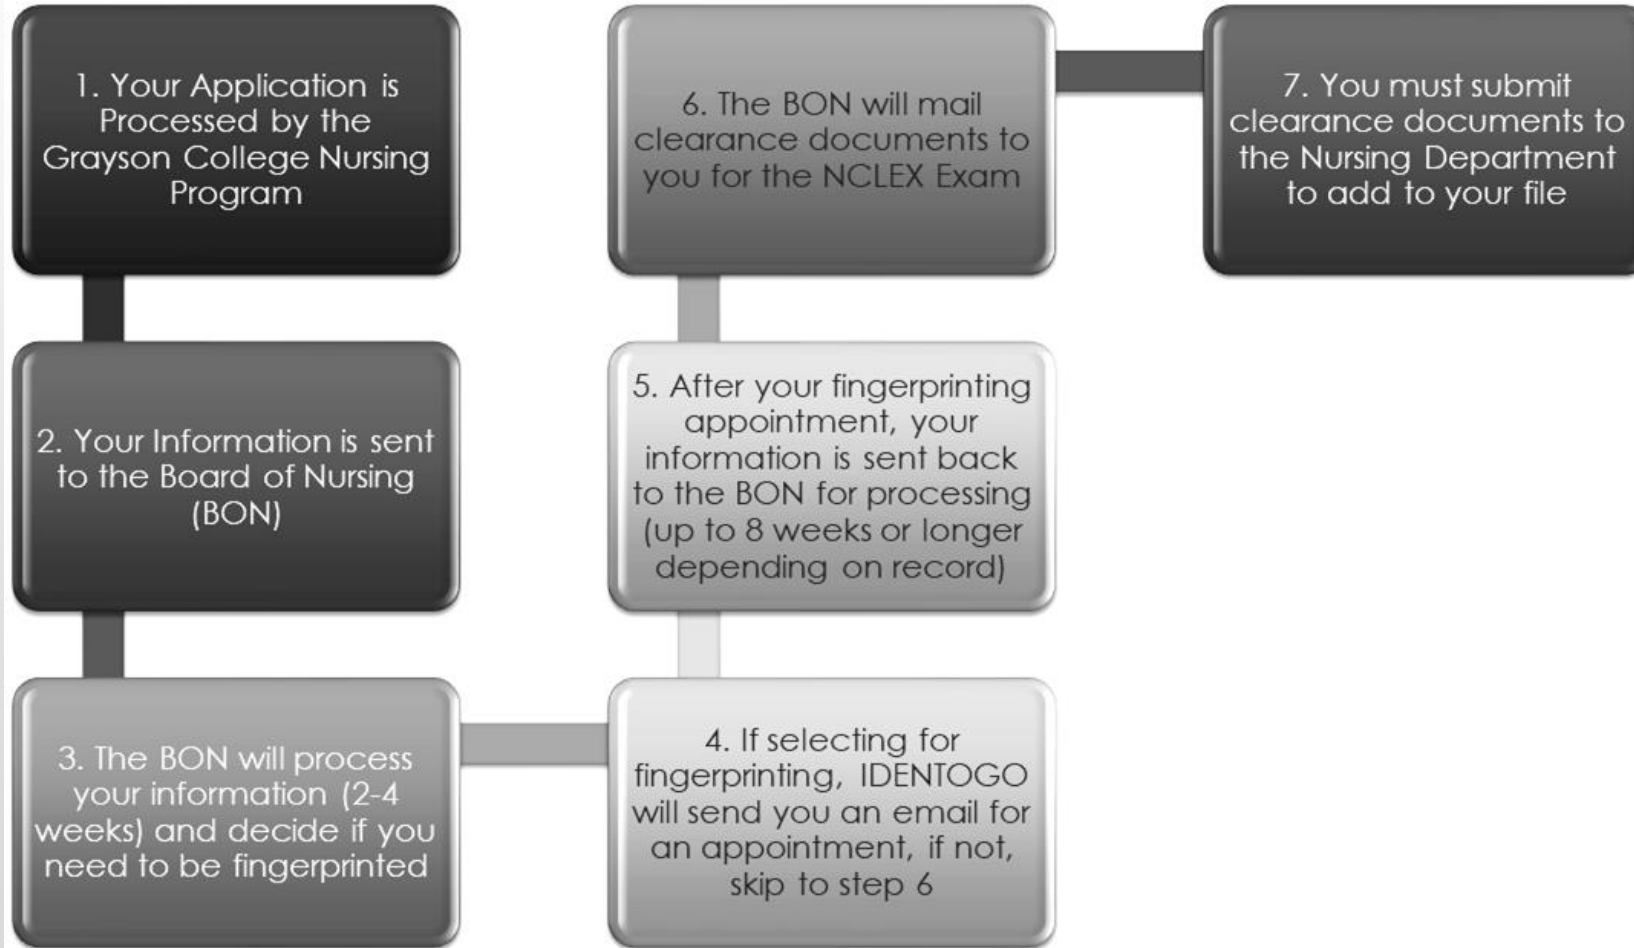 1. Your Application is
Processed by the
Grayson College Nursing
Program
2. Your Information is sent
to the Board of Nursing
(BON)
3. The BON will process
your information (2-4
weeks) and decide if you
need to be fingerprinted
4. If selecting for
fingerprinting, IDENTOGO
will send you an email for
an appointment, if not,
skip to step 6
5. After your fingerprinting
appointment, your
information is sent back
to the BON for processing
(up to 8 weeks or longer
depending on record)
6. The BON will mail
clearance documents to
you for the NCLEX Exam
7. You must submit
clearance documents to
the Nursing Department
to add to your file